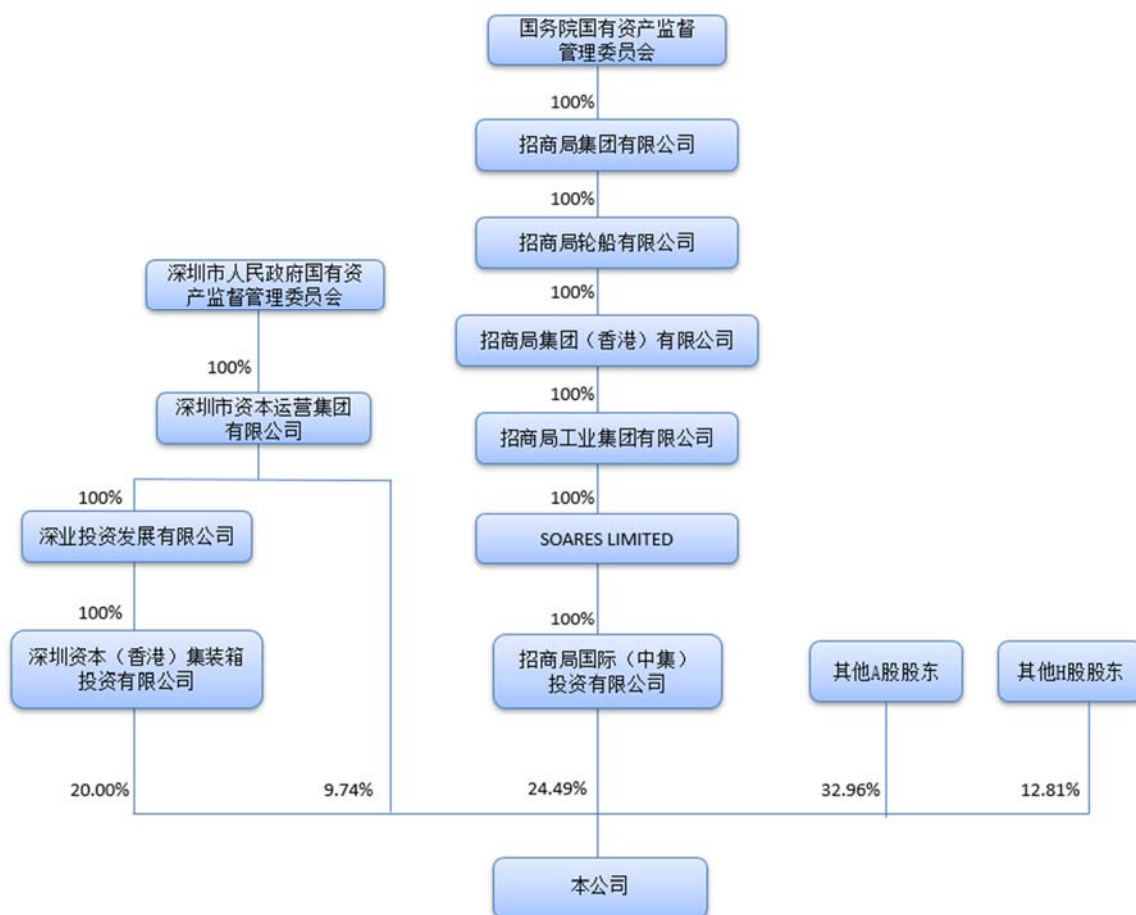 国务院国有资产监督
管理委员会
100%
招商局集团有限公司
100%
招商局轮船有限公司
深圳市人民政府国有资
产监督管理委员会
100%
招商局集团（香港）有限公司
100%
100%
深圳市资本运营集团
有限公司
招商局工业集团有限公司
100%
100%
深业投资发展有限公司
SOARES LIMITED
100%
100%
深圳资本（香港）集装箱
投资有限公司
招商局国际（中集）
投资有限公司
其他A股股东
其他H股股东
20.00%
9.74%
24.49%
32.96%
12.81%
本公司